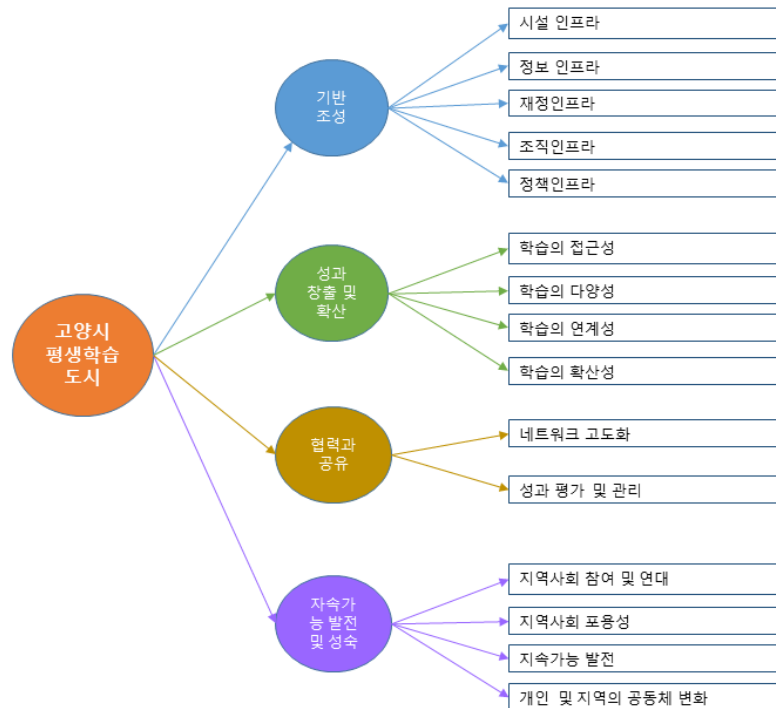 고양시
평생학습
도시
기반
조성
시설 인프라
정보 인프라
재정인프라
조직인프라
정책인프라
성과
창출 및
확산
학습의 접근성
학습의 다양성
학습의 연계성
학습의 확산성
협력과
공유
네트워크 고도화
성과 평가 및 관리
자속가
능 발전
및 성숙
지역사회 참여 및 연대
지역사회 포용성
지속가능 발전
개인 및 지역의 공동체 변화